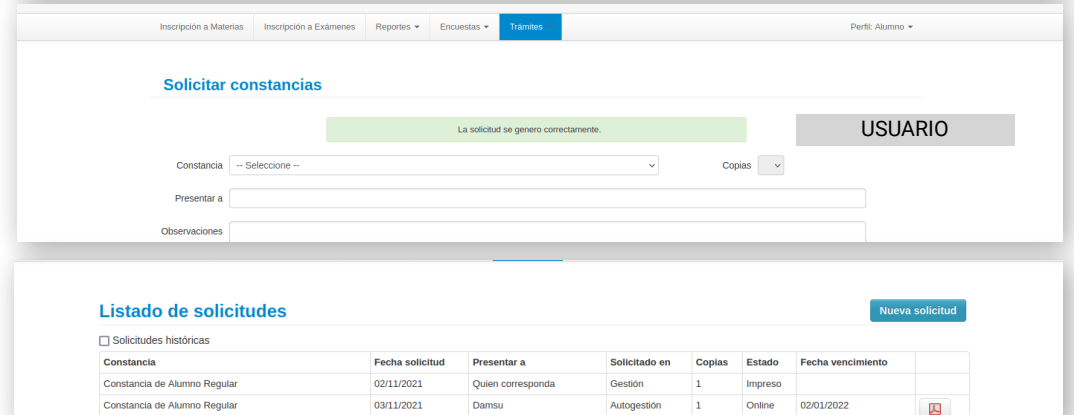 Inscripción a Materias Inscripción a Exámenes Reportes Encuestas Trámites Perfil: Alumno
Solicitar constancias
La solicitud se genero correctamente.
USUARIO
Constancia -- Seleccione -- Copias
Presentar a
Observaciones
Listado de solicitudes Nueva solicitud
Solicitudes históricas
Constancia Fecha solicitud Presentar a Solicitado en Copias Estado Fecha vencimiento
Constancia de Alumno Regular 02/11/2021 Quien corresponda Gestión 1 Impreso
Constancia de Alumno Regular 03/11/2021 Damsu Autogestión 1 Online 02/01/2022